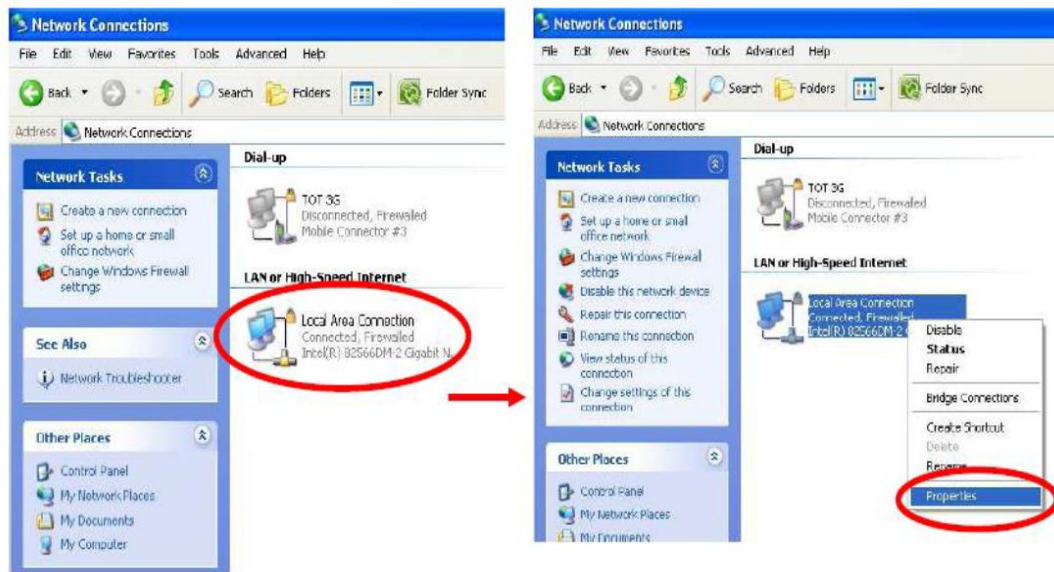 Network Connections
File Edit View Favorites Tools Advanced Help
Back Search Folders Folder Sync
Address Network Connections
Network Tasks
Create a new connection
Set up a home or small
office network
Change Windows Firewall
settings
See Also
Network Troubleshooter
Other Places
Control Panel
My Network Places
My Documents
My Computer
Dial-up
TOT 3G
Disconnected, Firewalled
Mobile Connector #3
LAN or High-Speed Internet
Local Area Connection
Connected, Firewalled
Intel(R) 82566DM-2 Gigabit N...
Network Connections
File Edit View Favorites Tools Advanced Help
Back Search Folders Folder Sync
Address Network Connections
Network Tasks
Create a new connection
Set up a home or small
office network
Change Windows Firewall
settings
Disable this network device
Repair this connection
Rename this connection
View status of this
connection
Change settings of this
connection
Other Places
Control Panel
My Network Places
My Documents
Dial-up
TOT 3G
Disconnected, Firewalled
Mobile Connector #3
LAN or High-Speed Internet
Local Area Connection
Connected, Firewalled
Intel(R) 82566DM-2
Disable
Status
Repair
Bridge Connections
Create Shortcut
Delete
Rename
Properties